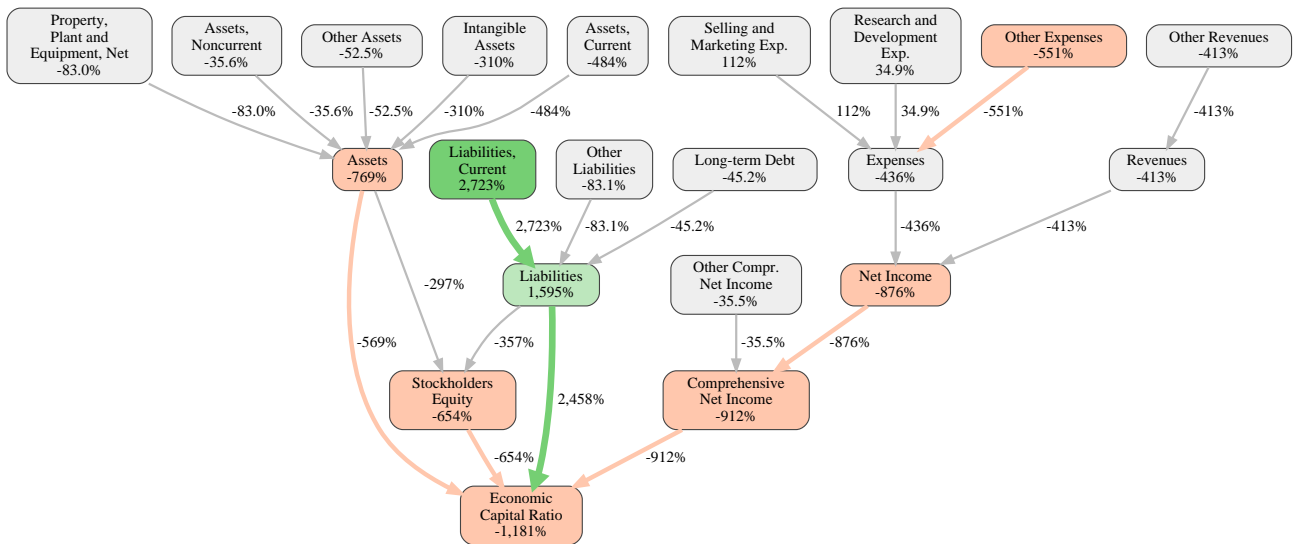 Property,
Plant and
Equipment, Net
-83.0%
Assets,
Noncurrent
-35.6%
Other Assets
-52.5%
Intangible
Assets
-310%
Assets,
Current
-484%
Selling and
Marketing Exp.
112%
Research and
Development
Exp.
34.9%
Other Expenses
-551%
Other Revenues
-413%
-83.0%
-35.6%
-52.5%
-310%
-484%
112%
34.9%
-551%
-413%
Assets
-769%
Liabilities,
Current
2,723%
Other
Liabilities
-83.1%
Long-term Debt
-45.2%
Expenses
-436%
Revenues
-413%
2,723%
-83.1%
-45.2%
-436%
-413%
-297%
Liabilities
1,595%
Other Compr.
Net Income
-35.5%
Net Income
-876%
-569%
-357%
-35.5%
-876%
Stockholders
Equity
-654%
2,458%
Comprehensive
Net Income
-912%
-654%
-912%
Economic
Capital Ratio
-1,181%